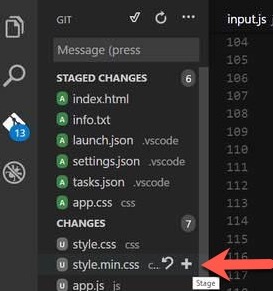 GIT
input.js
Message (press
STAGED CHANGES 6
index.html
info.txt
launch.json .vscode
settings.json .vscode
tasks.json .vscode
app.css css
CHANGES 7
style.css css
style.min.css c...
Stage
app.js js
13
A
A
A
A
A
A
U
U
U
104
105
106
107
108
109
110
111
112
113
114
115
116
118